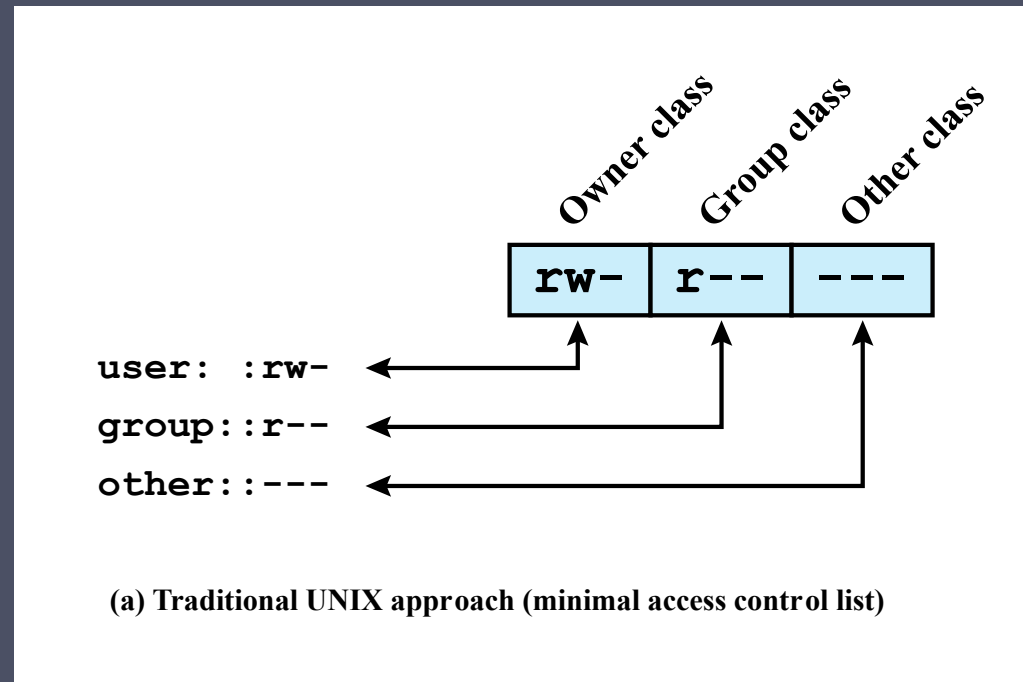 Owner class
Group class
Other class
rw- r-- ---
user: :rw-
group::r--
other::---
(a) Traditional UNIX approach (minimal access control list)